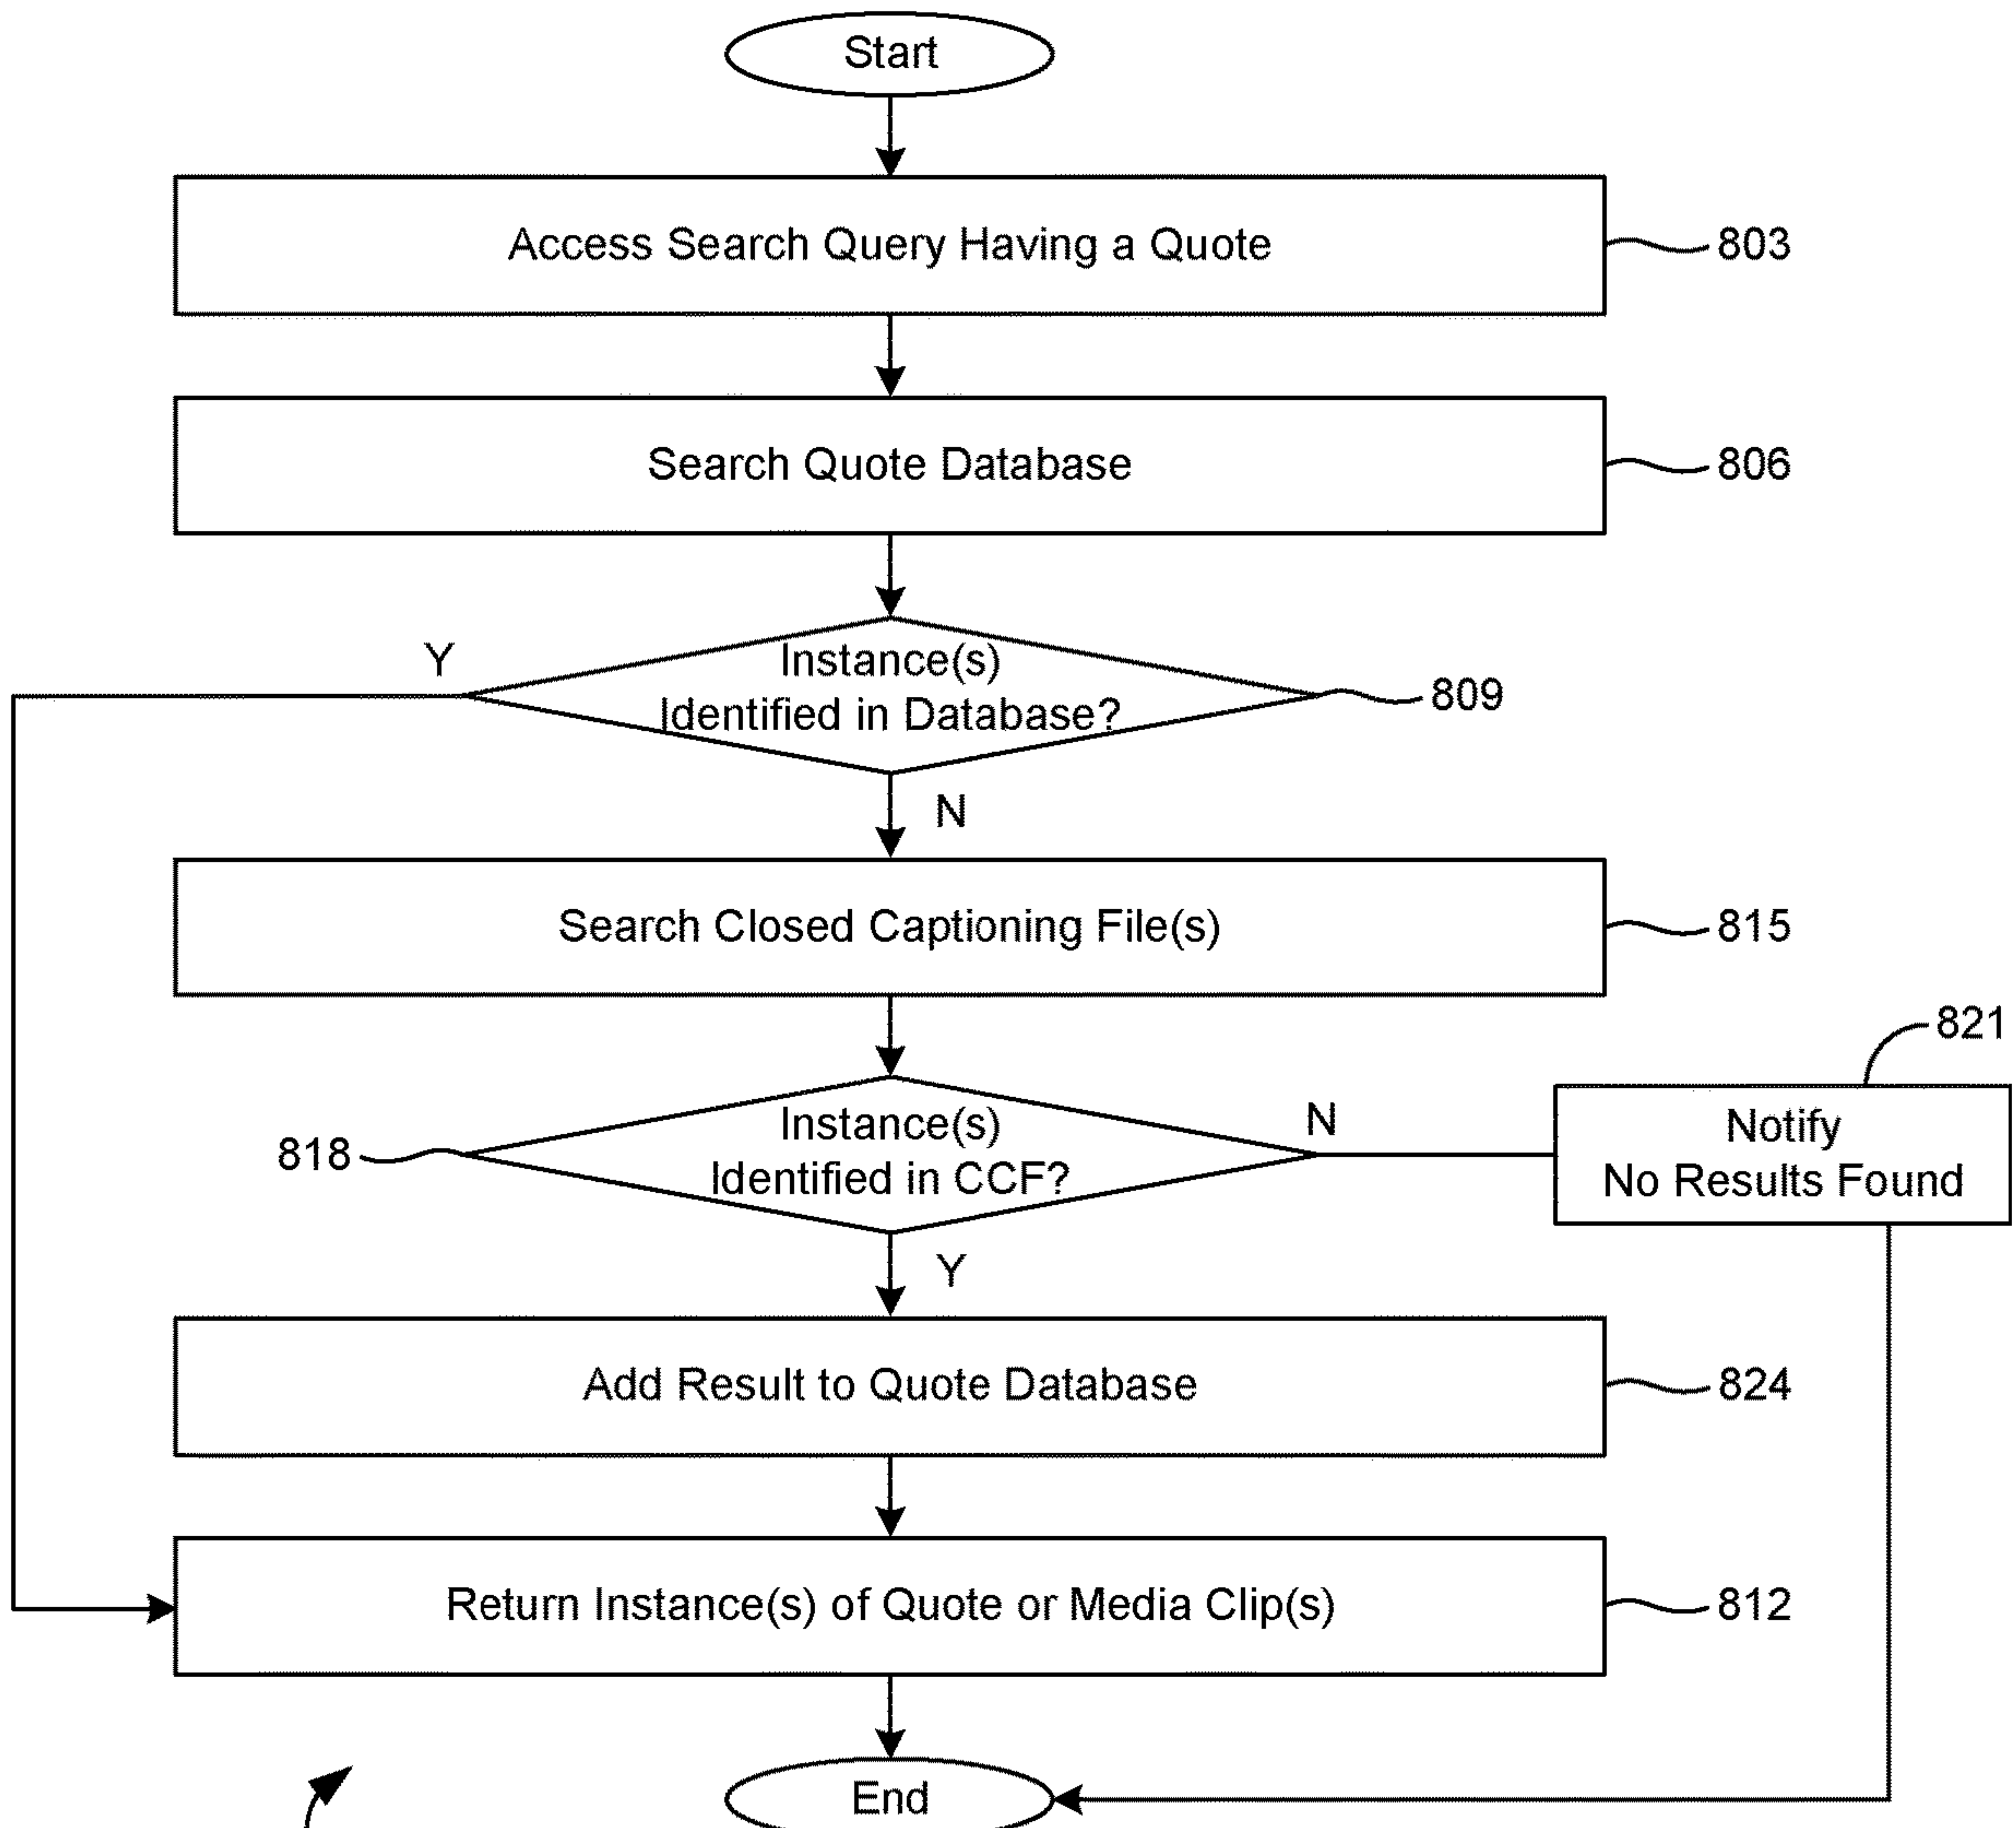 Start
Access Search Query Having a Quote
803
Search Quote Database
806
Y
Instance(s)
Identified in Database?
809
N
Search Closed Captioning File(s)
815
821
Instance(s)
Identified in CCF?
818
N
Notify
No Results Found
Y
Add Result to Quote Database
824
Return Instance(s) of Quote or Media Clip(s)
812
End